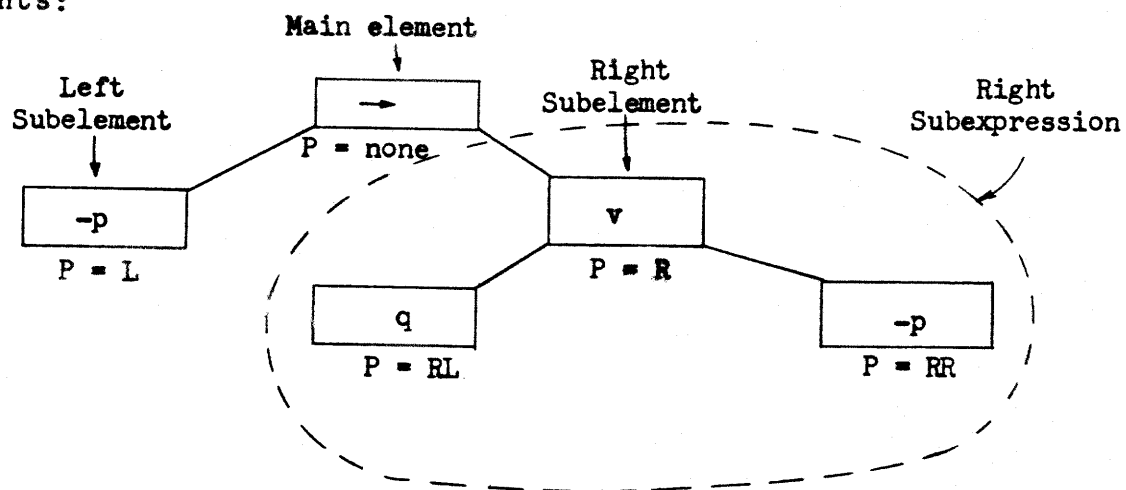 nts:
Main element
Left
Subelement
→
Right
Subelement
Right
Subexpression
P = none
-p
P = L
v
P = R
q
P = RL
-p
P = RR